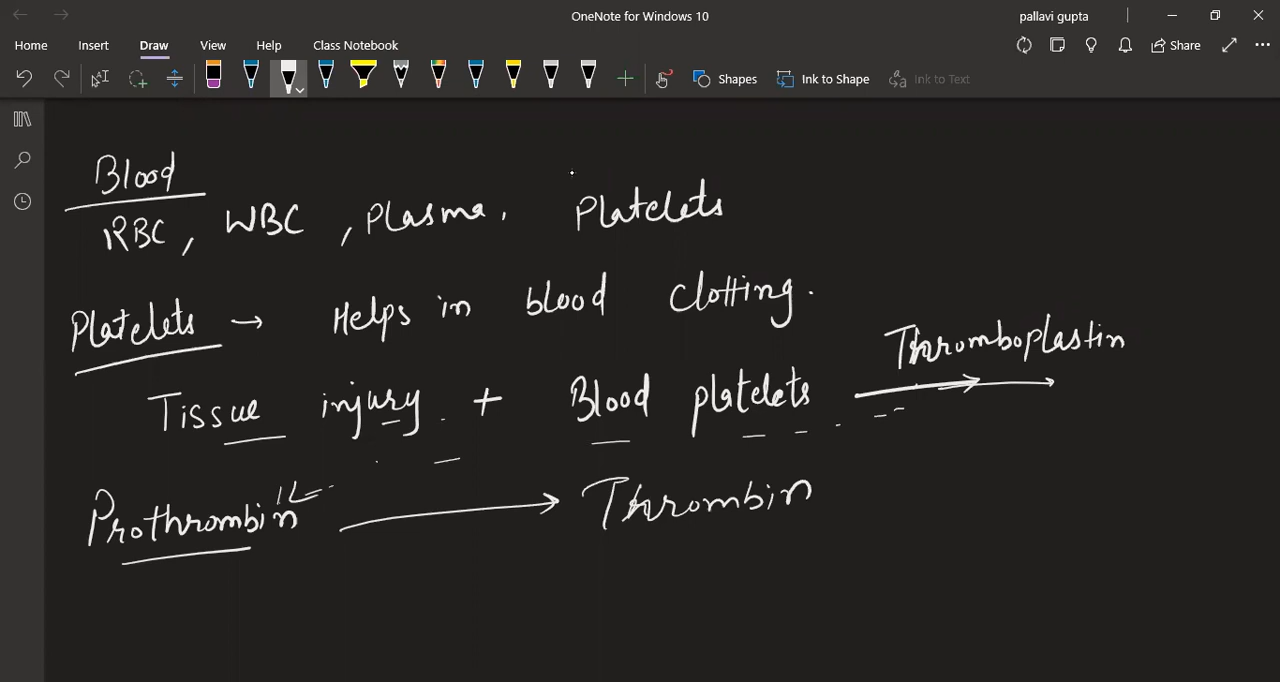 OneNote for Windows 10
pallavi gupta
Home Insert Draw View Help Class Notebook
Share
Shapes Ink to Shape Ink to Text
Blood
RBC, WBC, Plasma, Platelets
Platelets → Helps in blood clotting.
Thromboplastin
Tissue injury + Blood platelets →
Prothrombin → Thrombin